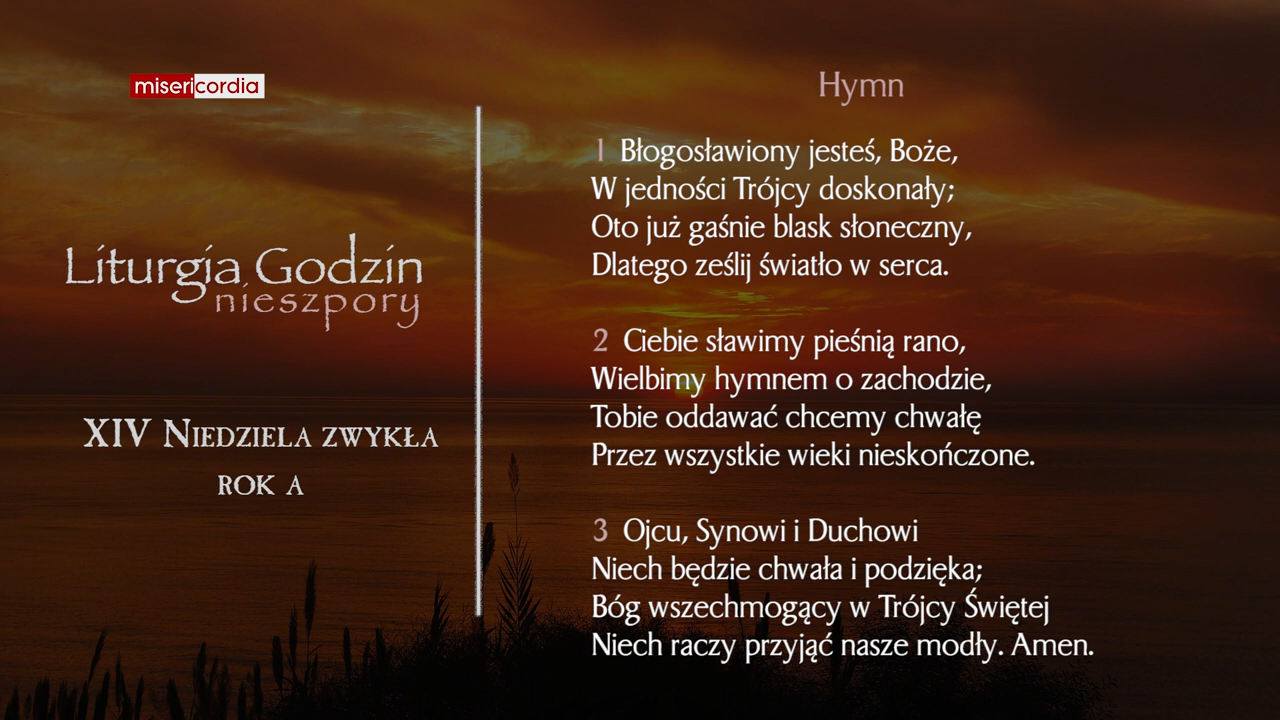 misericordia
Liturgia Godzin
nieszpory
XIV Niedziela zwykła
rok A
Hymn
1 Błogosławiony jesteś, Boże,
W jedności Trójcy doskonały;
Oto już gaśnie blask słoneczny,
Dlatego ześlij światło w serca.
2 Ciebie sławimy pieśnią rano,
Wielbimy hymnem o zachodzie,
Tobie oddawać chcemy chwałę
Przez wszystkie wieki nieskończone.
3 Ojcu, Synowi i Duchowi
Niech będzie chwała i podzięka;
Bóg wszechmogący w Trójcy Świętej
Niech raczy przyjąć nasze modły. Amen.